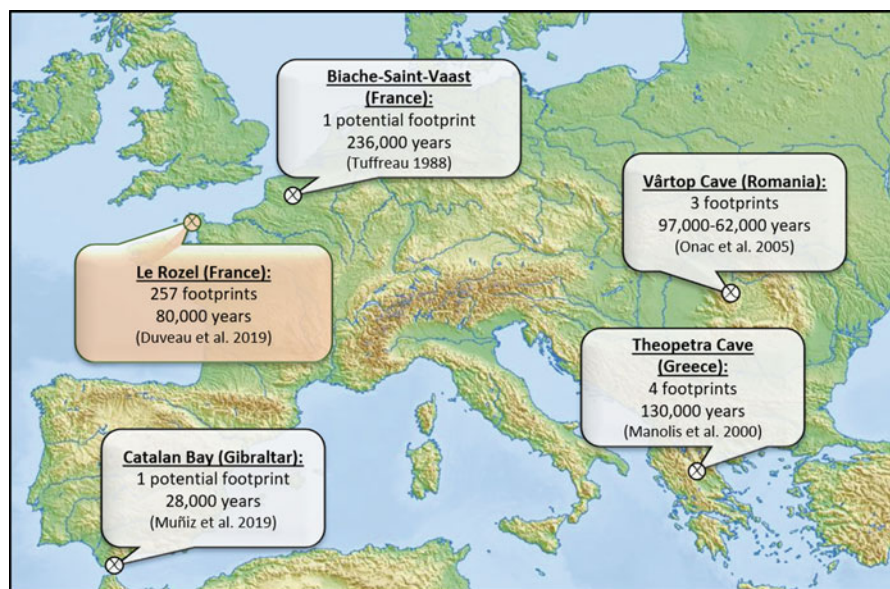 Biache-Saint-Vaast
(France):
1 potential footprint
236,000 years
(Tuffreau 1988)
Vârtop Cave (Romania):
3 footprints
97,000-62,000 years
(Onac et al. 2005)
Le Rozel (France):
257 footprints
80,000 years
(Duveau et al. 2019)
Theopetra Cave
(Greece):
4 footprints
130,000 years
(Manolis et al. 2000)
Catalan Bay (Gibraltar):
1 potential footprint
28,000 years
(Muñiz et al. 2019)